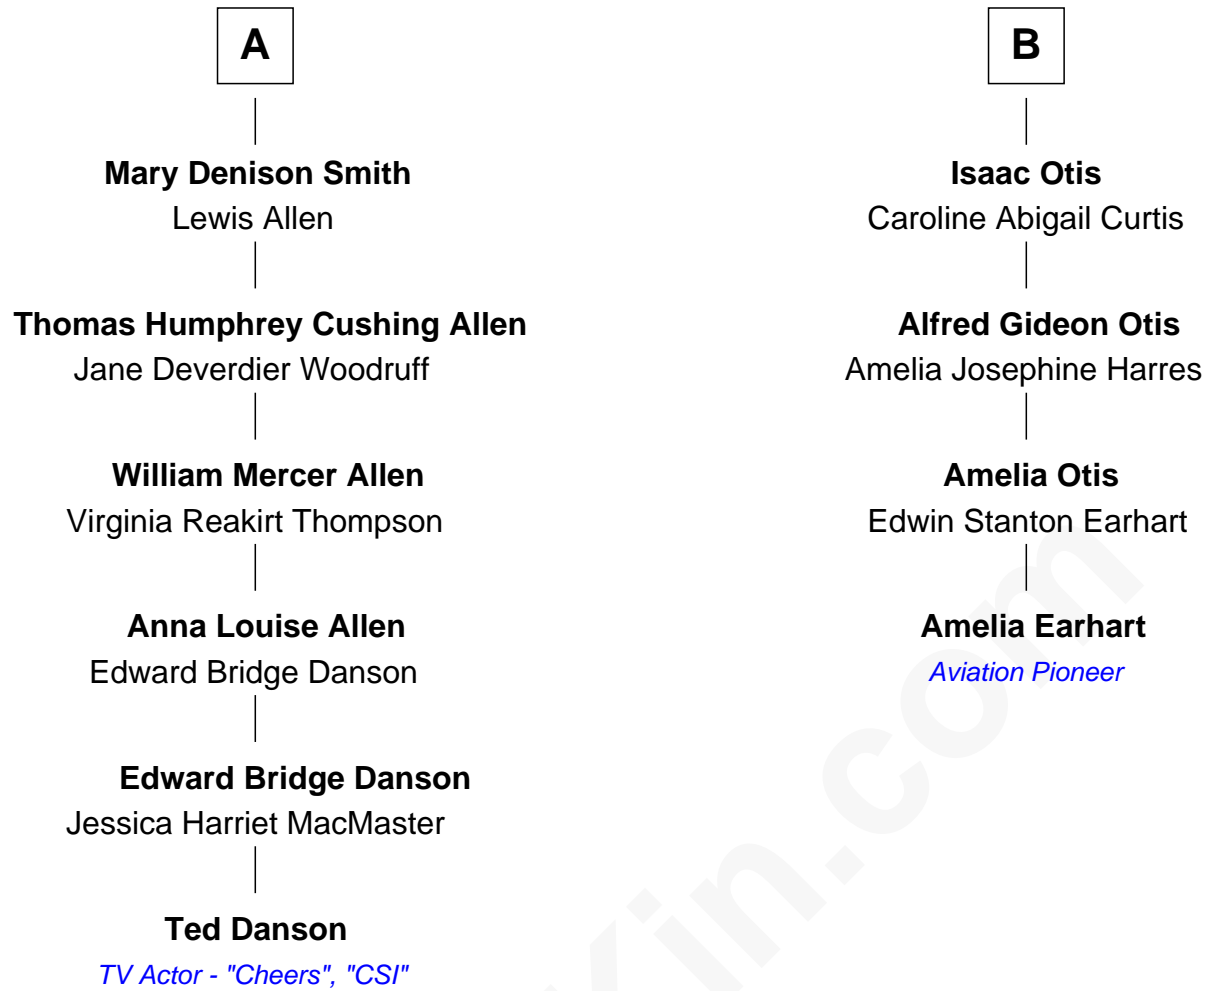 A
Mary Denison Smith
Lewis Allen
Thomas Humphrey Cushing Allen
Jane Deverdier Woodruff
William Mercer Allen
Virginia Reakirt Thompson
Anna Louise Allen
Edward Bridge Danson
Edward Bridge Danson
Jessica Harriet MacMaster
Ted Danson
TV Actor - "Cheers", "CSI"
B
Isaac Otis
Caroline Abigail Curtis
Alfred Gideon Otis
Amelia Josephine Harres
Amelia Otis
Edwin Stanton Earhart
Amelia Earhart
Aviation Pioneer